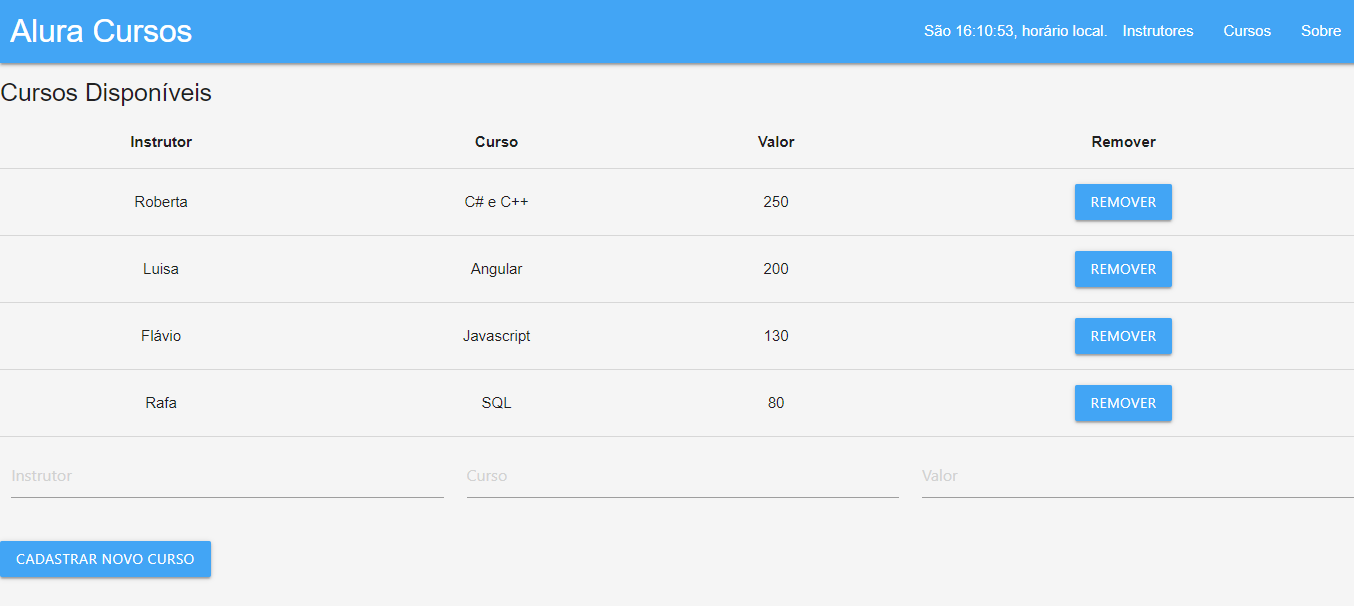 Alura Cursos São 16:10:53, horário local. Instrutores Cursos Sobre
Cursos Disponíveis
Instrutor Curso Valor Remover
Roberta C# e C++ 250 REMOVER
Luisa Angular 200 REMOVER
Flávio Javascript 130 REMOVER
Rafa SQL 80 REMOVER
Instrutor Curso Valor
CADASTRAR NOVO CURSO